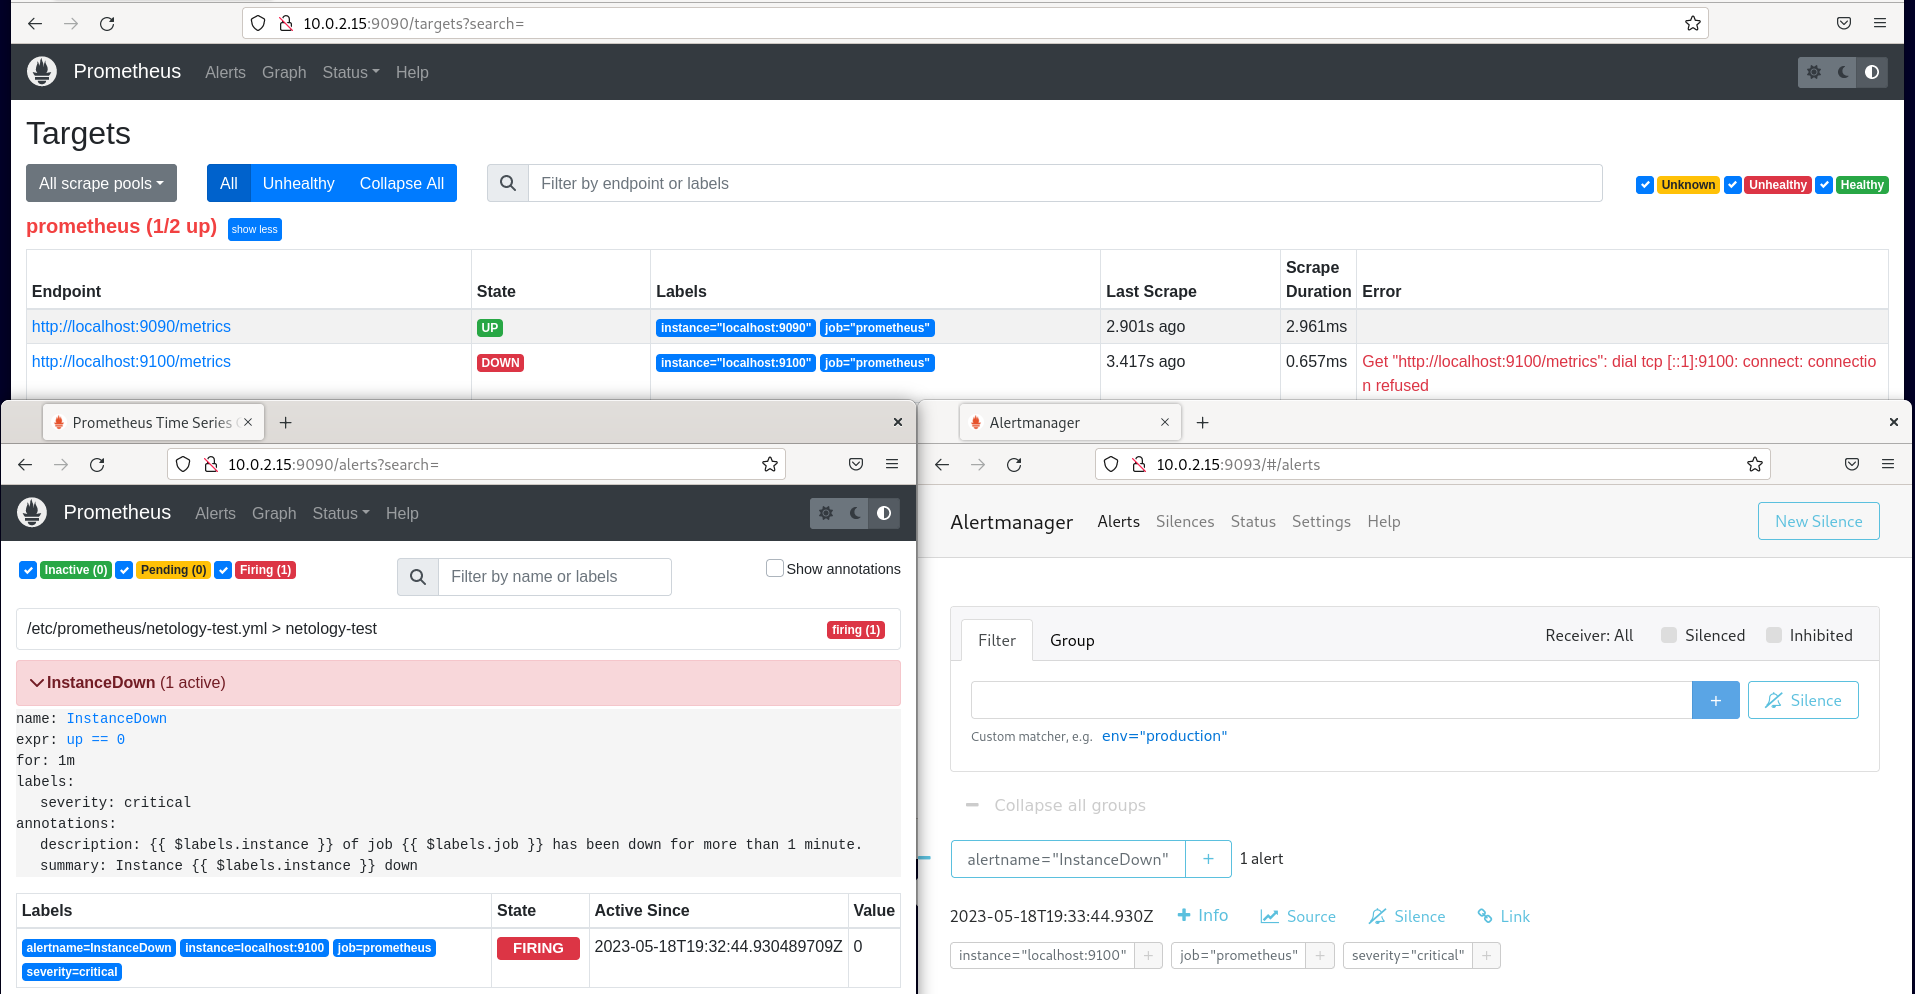 10.0.2.15:9090/targets?search=
Prometheus Alerts Graph Status Help
Targets
All scrape pools All Unhealthy Collapse All Filter by endpoint or labels Unknown Unhealthy Healthy
prometheus (1/2 up) show less
Endpoint State Labels Last Scrape Scrape Duration Error
http://localhost:9090/metrics UP instance="localhost:9090" job="prometheus" 2.901s ago 2.961ms
http://localhost:9100/metrics DOWN instance="localhost:9100" job="prometheus" 3.417s ago 0.657ms Get "http://localhost:9100/metrics": dial tcp [::1]:9100: connect: connectio
n refused
Prometheus Time Series
10.0.2.15:9090/alerts?search=
Prometheus Alerts Graph Status Help
Inactive (0) Pending (0) Firing (1) Filter by name or labels Show annotations
/etc/prometheus/netology-test.yml > netology-test firing (1)
InstanceDown (1 active)
name: InstanceDown
expr: up == 0
for: 1m
labels:
severity: critical
annotations:
description: {{ $labels.instance }} of job {{ $labels.job }} has been down for more than 1 minute.
summary: Instance {{ $labels.instance }} down
Labels State Active Since Value
alertname=InstanceDown instance=localhost:9100 job=prometheus FIRING 2023-05-18T19:32:44.930489709Z 0
severity=critical
Alertmanager
10.0.2.15:9093/#/alerts
Alertmanager Alerts Silences Status Settings Help New Silence
Filter Group Receiver: All Silenced Inhibited
+ Silence
Custom matcher, e.g. env="production"
Collapse all groups
alertname="InstanceDown" + 1 alert
2023-05-18T19:33:44.930Z + Info Source Silence Link
instance="localhost:9100" + job="prometheus" + severity="critical" +